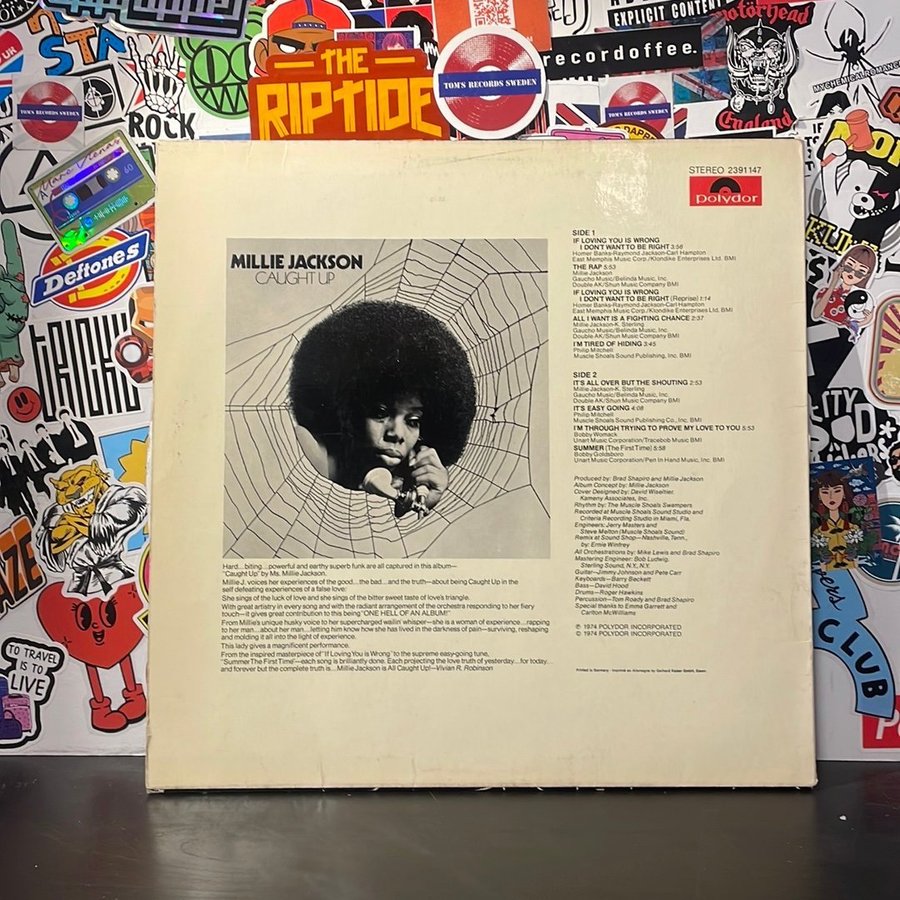 EXPLICIT CONTENT
Motörhead
England
THE
RIPTIDE
TOM'S RECORDS SWEDEN
recordoffee.
MY CHEMICAL ROMANCE
TOM'S RECORDS SWEDEN
TOM'S RECORDS SWEDEN
ROCK
Deftones
TO TRAVEL
IS TO
LIVE
CITY
CLUB
STEREO 2391147
polydor
MILLIE JACKSON
CAUGHT UP
SIDE 1
IF LOVING YOU IS WRONG
I DON'T WANT TO BE RIGHT 3:56
Homer Banks-Raymond Jackson-Carl Hampton
East Memphis Music Corp./Klondike Enterprises Ltd. BMI
THE RAP 5:53
Millie Jackson
Gaucho Music/Belinda Music, Inc.
Double AK/Shun Music Company BMI
IF LOVING YOU IS WRONG
I DON'T WANT TO BE RIGHT (Reprise) 1:14
Homer Banks-Raymond Jackson-Carl Hampton
East Memphis Music Corp./Klondike Enterprises Ltd. BMI
ALL I WANT IS A FIGHTING CHANCE 2:37
Millie Jackson-K. Sterling
Gaucho Music/Belinda Music, Inc.
Double AK/Shun Music Company BMI
I'M TIRED OF HIDING 3:45
Philip Mitchell
Muscle Shoals Sound Publishing, Inc. BMI
SIDE 2
IT'S ALL OVER BUT THE SHOUTING 2:53
Millie Jackson-K. Sterling
Gaucho Music/Belinda Music, Inc.
Double AK/Shun Music Company BMI
IT'S EASY GOING 4:08
Philip Mitchell
Muscle Shoals Sound Publishing Co., Inc. BMI
I'M THROUGH TRYING TO PROVE MY LOVE TO YOU 5:53
Bobby Womack
Unart Music Corporation/Tracebob Music BMI
SUMMER (The First Time) 5:58
Bobby Goldsboro
Unart Music Corporation/Pen In Hand Music, Inc. BMI
Produced by: Brad Shapiro and Millie Jackson
Album Concept by: Millie Jackson
Cover Designed by: David Wiseltier,
Kameny Associates, Inc.
Rhythm by: The Muscle Shoals Swampers
Recorded at Muscle Shoals Sound Studio and
Criteria Recording Studio in Miami, Fla.
Engineers: Jerry Masters and
Steve Melton (Muscle Shoals Sound)
Remix at Sound Shop—Nashville, Tenn.,
by: Ernie Winfrey
All Orchestrations by: Mike Lewis and Brad Shapiro
Mastering Engineer: Bob Ludwig,
Sterling Sound, N.Y., N.Y.
Guitar—Jimmy Johnson and Pete Carr
Keyboards—Barry Beckett
Bass—David Hood
Drums—Roger Hawkins
Percussion—Tom Roady and Brad Shapiro
Special thanks to Emma Garrett and
Carlton McWilliams
℗ 1974 POLYDOR INCORPORATED
© 1974 POLYDOR INCORPORATED
Hard...biting...powerful and earthy superb funk are all captured in this album—
"Caught Up" by Ms. Millie Jackson.
Millie J. voices her experiences of the good...the bad...and the truth—about being Caught Up in the
self defeating experiences of a false love:
She sings of the luck of love and she sings of the bitter sweet taste of love's triangle.
With great artistry in every song and with the radiant arrangement of the orchestra responding to her fiery
touch—it gives great contribution to this being "ONE HELL OF AN ALBUM!"
From Millie's unique husky voice to her supercharged wailin' whisper—she is a woman of experience...rapping
to her man...about her man...letting him know how she has lived in the darkness of pain—surviving, reshaping
and molding it all into the light of experience.
This lady gives a magnificent performance.
From the inspired masterpiece of "If Loving You is Wrong" to the supreme easy-going tune,
"Summer The First Time"—each song is brilliantly done. Each projecting the love truth of yesterday...for today...
and forever but the complete truth is...Millie Jackson is All Caught Up!—Vivian R. Robinson